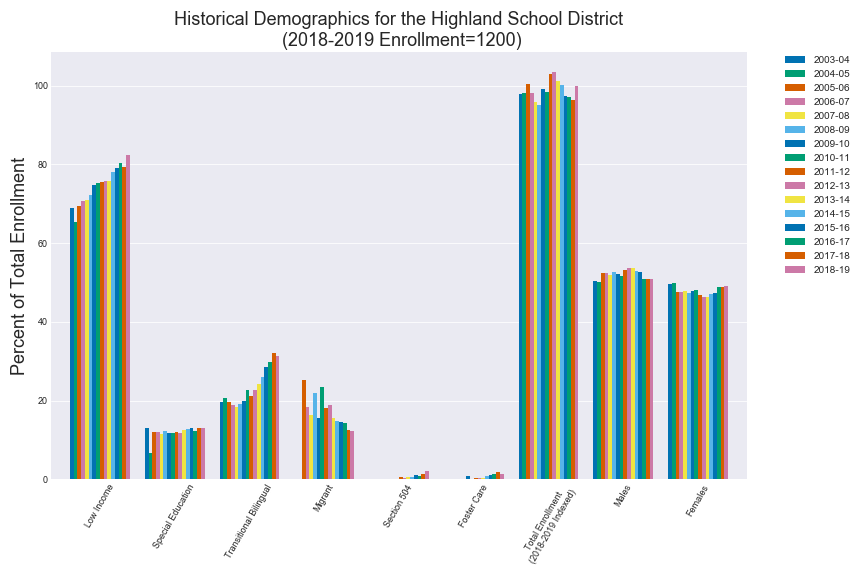 Historical Demographics for the Highland School District
(2018-2019 Enrollment=1200)
Percent of Total Enrollment
100
80
60
40
20
0
Low Income
Special Education
Transitional Bilingual
Migrant
Section 504
Foster Care
Total Enrollment
(2018-2019 Indexed)
Males
Females
2003-04
2004-05
2005-06
2006-07
2007-08
2008-09
2009-10
2010-11
2011-12
2012-13
2013-14
2014-15
2015-16
2016-17
2017-18
2018-19